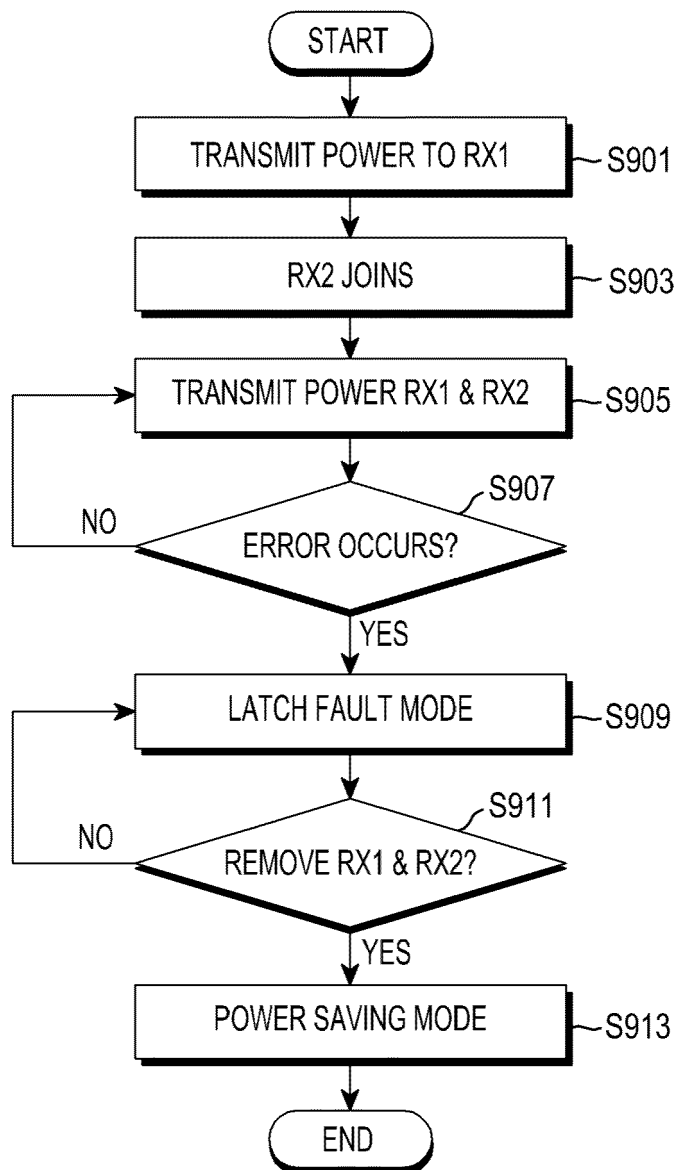 START
TRANSMIT POWER TO RX1
S901
RX2 JOINS
S903
TRANSMIT POWER RX1 & RX2
S905
S907
NO
ERROR OCCURS?
YES
LATCH FAULT MODE
S909
S911
NO
REMOVE RX1 & RX2?
YES
POWER SAVING MODE
S913
END